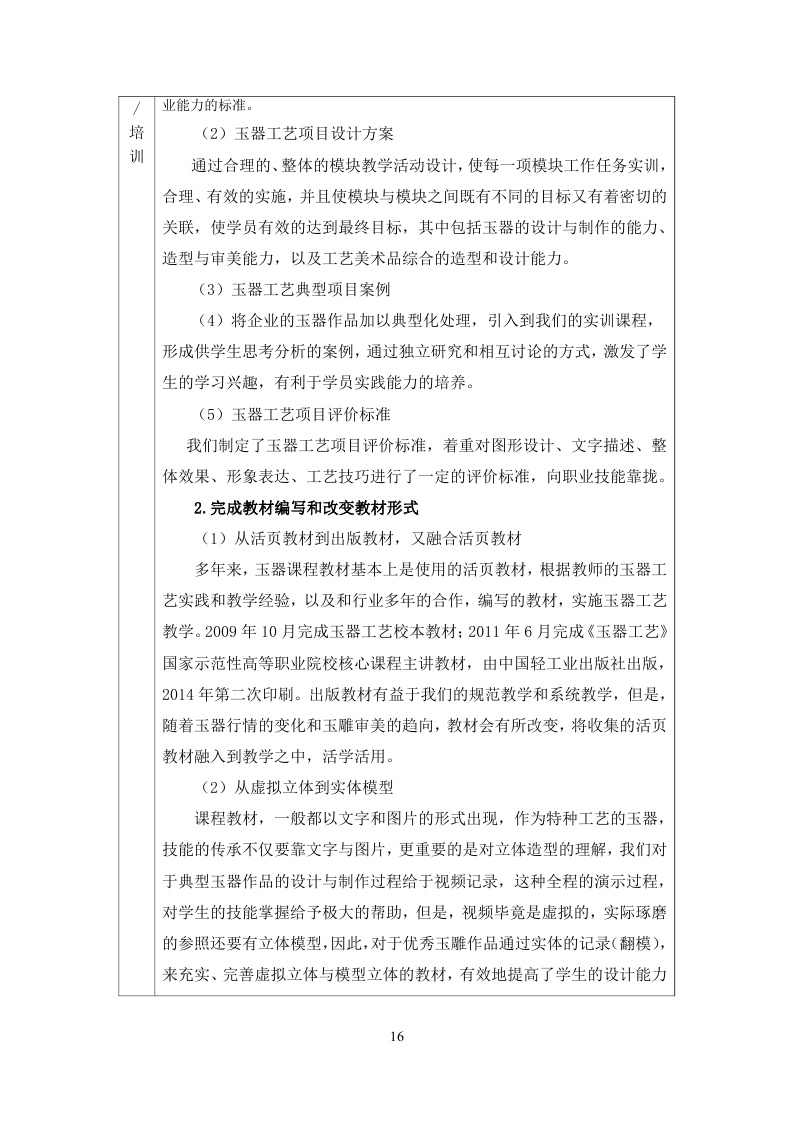 /
培
训
业能力的标准。
（2）玉器工艺项目设计方案
通过合理的、整体的模块教学活动设计，使每一项模块工作任务实训，
合理、有效的实施，并且使模块与模块之间既有不同的目标又有着密切的
关联，使学员有效的达到最终目标，其中包括玉器的设计与制作的能力、
造型与审美能力，以及工艺美术品综合的造型和设计能力。
（3）玉器工艺典型项目案例
（4）将企业的玉器作品加以典型化处理，引入到我们的实训课程，
形成供学生思考分析的案例，通过独立研究和相互讨论的方式，激发了学
生的学习兴趣，有利于学员实践能力的培养。
（5）玉器工艺项目评价标准
我们制定了玉器工艺项目评价标准，着重对图形设计、文字描述、整
体效果、形象表达、工艺技巧进行了一定的评价标准，向职业技能靠拢。
2.完成教材编写和改变教材形式
（1）从活页教材到出版教材，又融合活页教材
多年来，玉器课程教材基本上是使用的活页教材，根据教师的玉器工
艺实践和教学经验，以及和行业多年的合作，编写的教材，实施玉器工艺
教学。2009 年 10 月完成玉器工艺校本教材；2011 年 6 月完成《玉器工艺》
国家示范性高等职业院校核心课程主讲教材，由中国轻工业出版社出版，
2014 年第二次印刷。出版教材有益于我们的规范教学和系统教学，但是，
随着玉器行情的变化和玉雕审美的趋向，教材会有所改变，将收集的活页
教材融入到教学之中，活学活用。
（2）从虚拟立体到实体模型
课程教材，一般都以文字和图片的形式出现，作为特种工艺的玉器，
技能的传承不仅要靠文字与图片，更重要的是对立体造型的理解，我们对
于典型玉器作品的设计与制作过程给于视频记录，这种全程的演示过程，
对学生的技能掌握给予极大的帮助，但是，视频毕竟是虚拟的，实际琢磨
的参照还要有立体模型，因此，对于优秀玉雕作品通过实体的记录（翻模），
来充实、完善虚拟立体与模型立体的教材，有效地提高了学生的设计能力
16